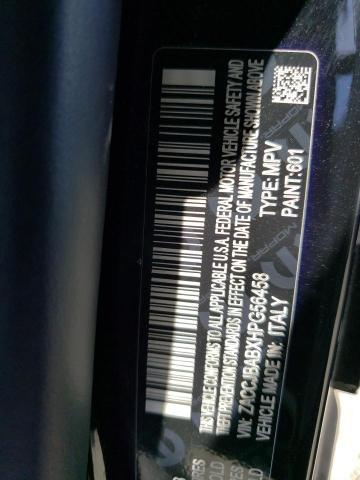 THIS VEHICLE CONFORMS TO ALL APPLICABLE U.S.A. FEDERAL MOTOR VEHICLE SAFETY AND
THEFT PREVENTION STANDARDS IN EFFECT ON THE DATE OF MANUFACTURE SHOWN ABOVE
VIN: ZACCJBABXHPG56458 TYPE: MPV
VEHICLE MADE IN: ITALY PAINT: 601
MOPAR